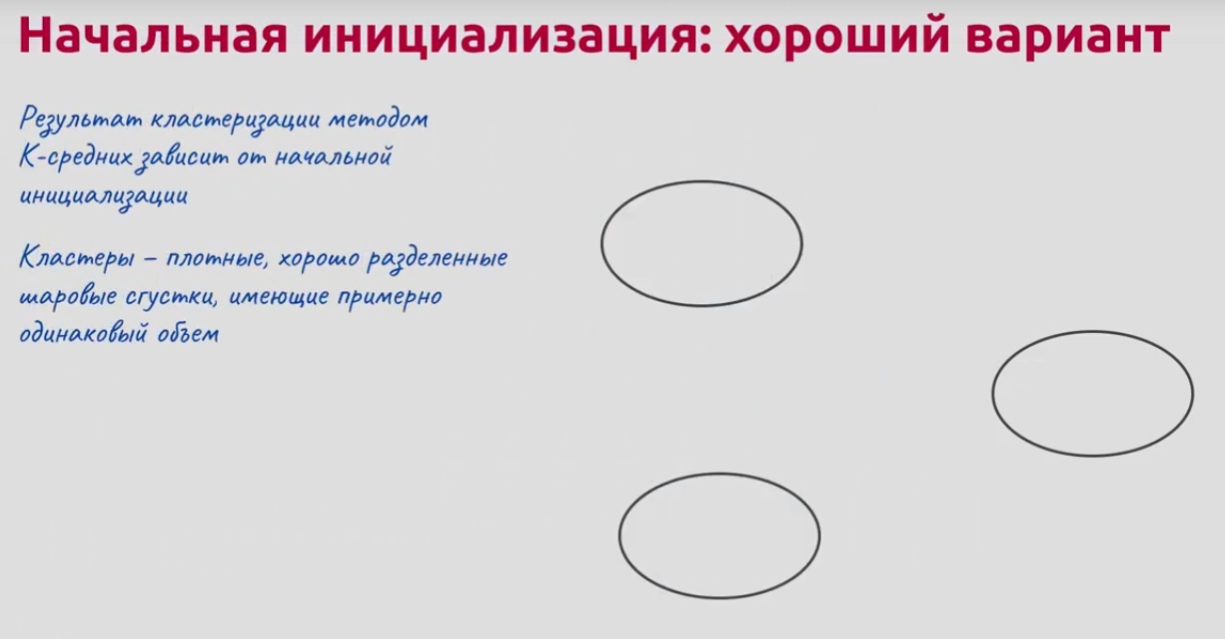 Начальная инициализация: хороший вариант
Результат кластеризации методом
К-средних зависит от начальной
инициализации
Кластеры – плотные, хорошо разделенные
шаровые сгустки, имеющие примерно
одинаковый объем